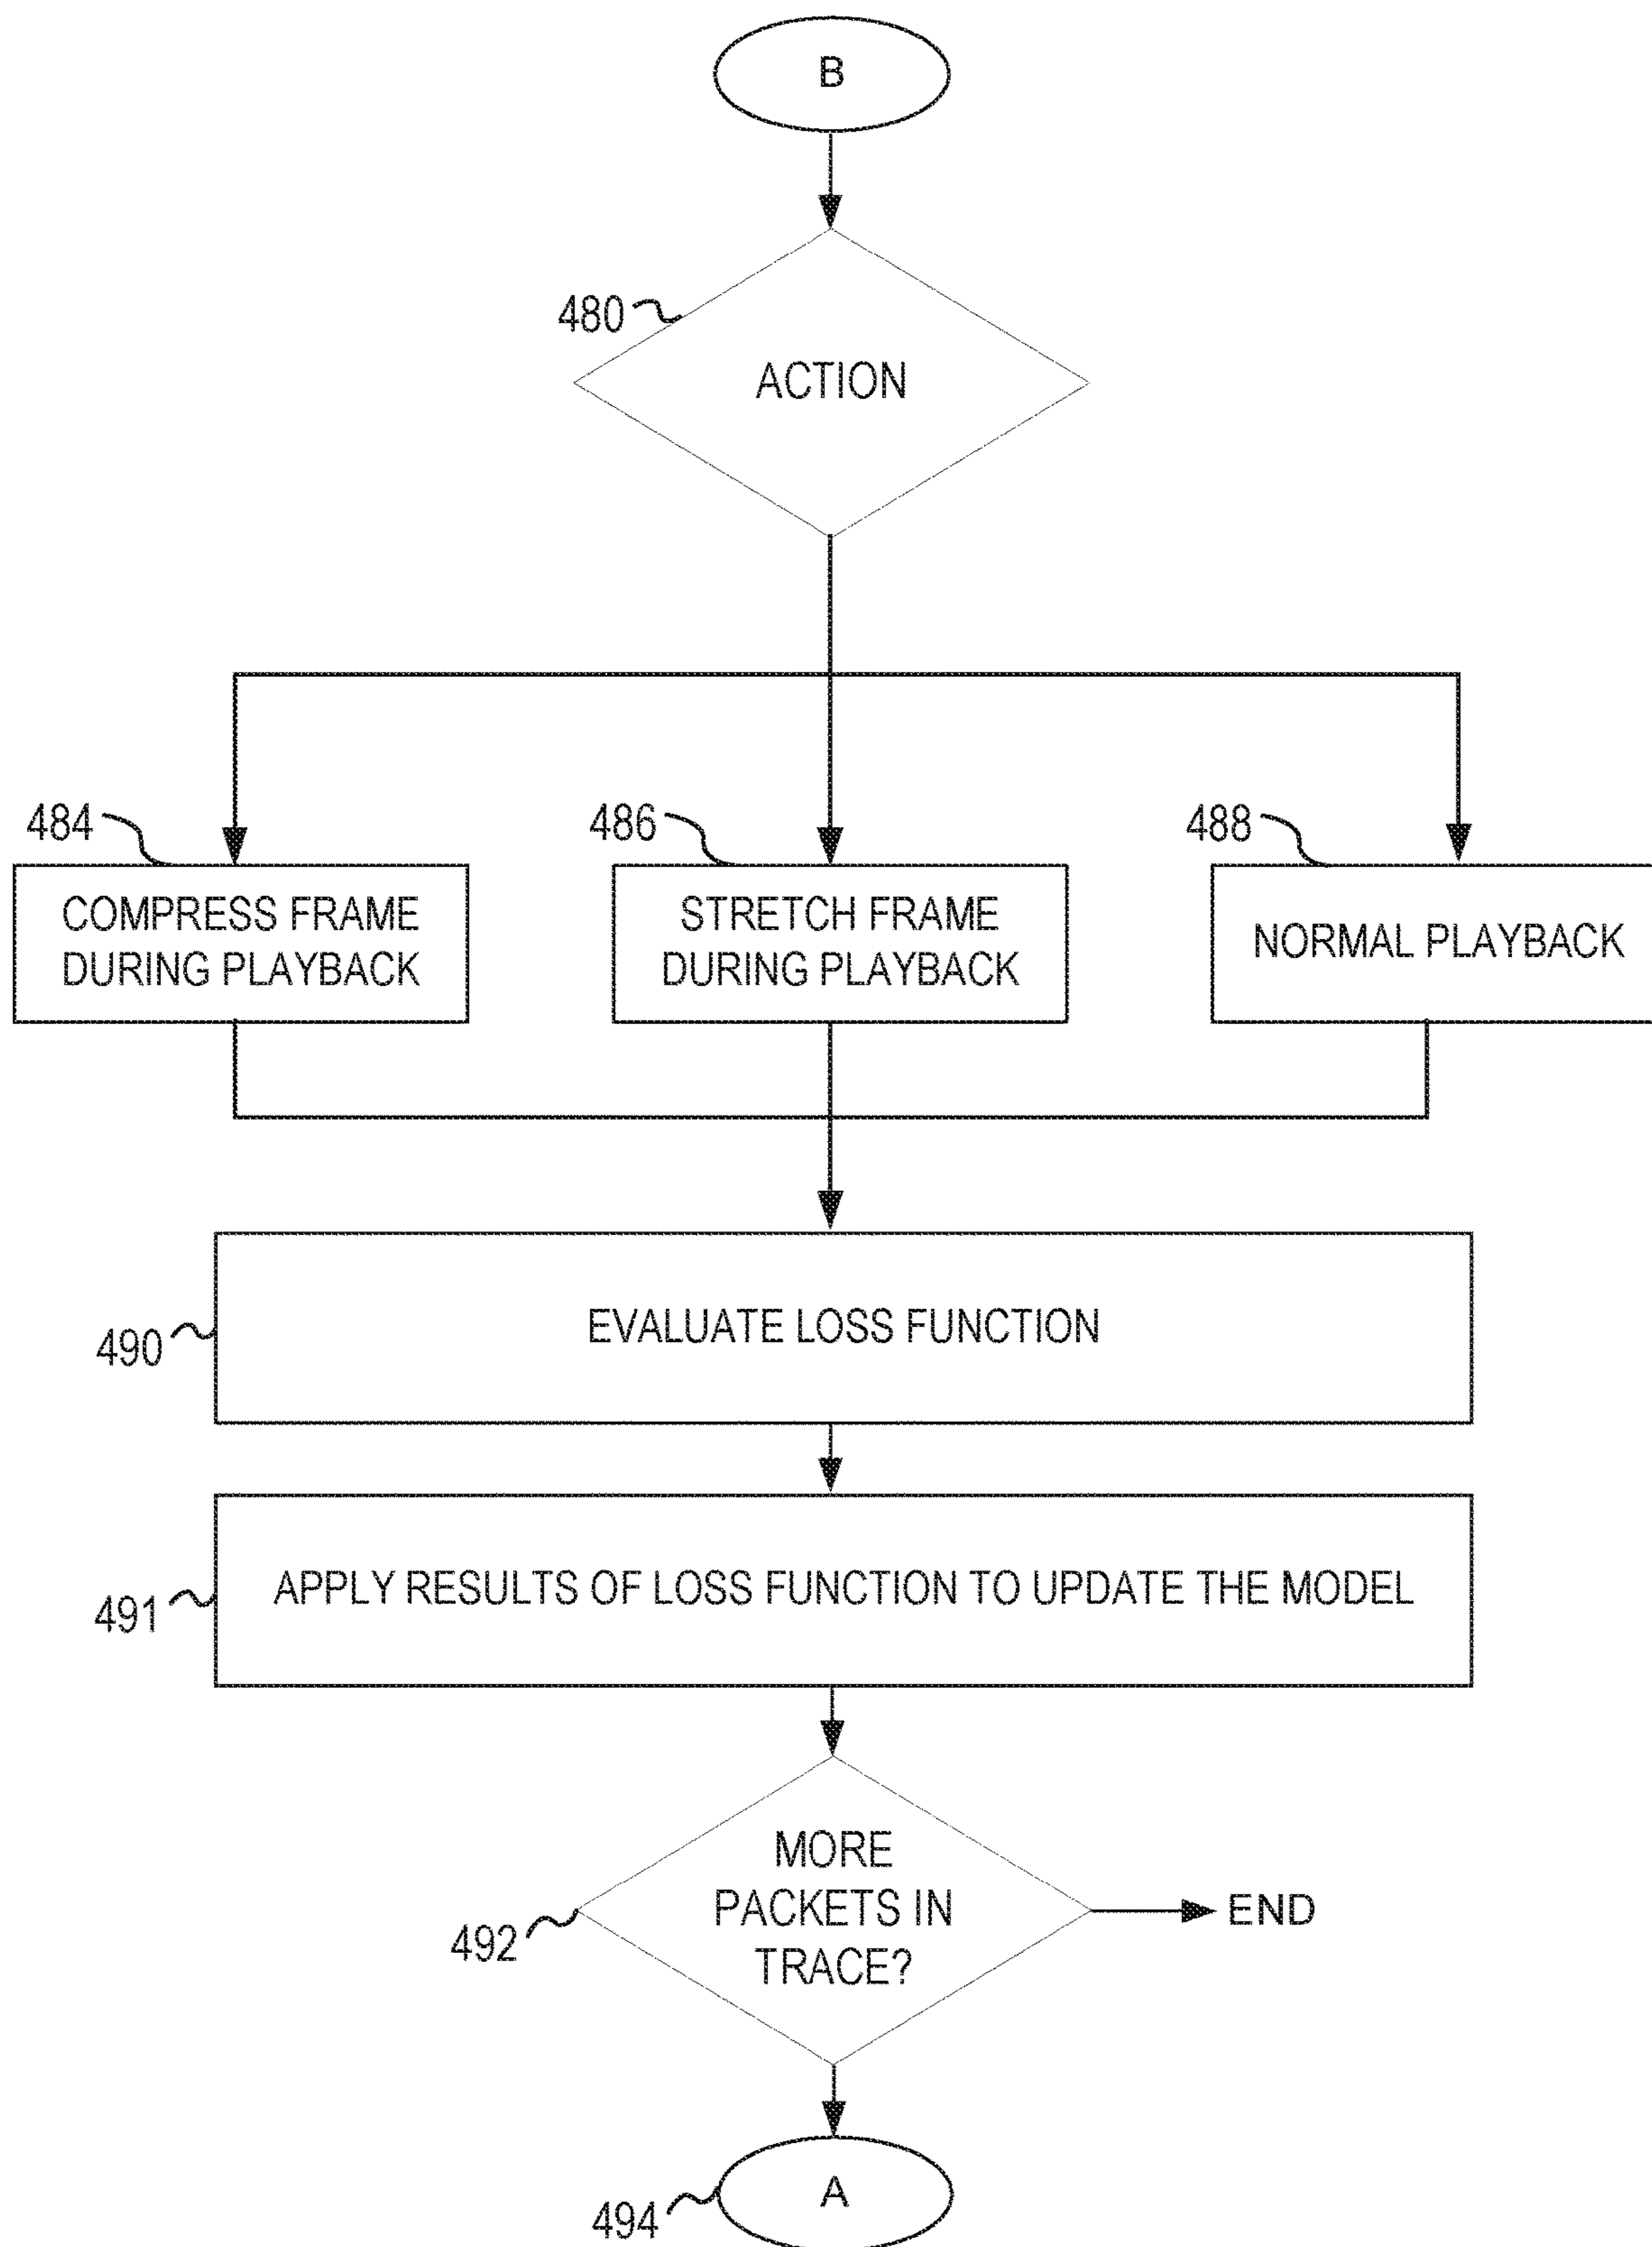 B
480
ACTION
484
486
488
COMPRESS FRAME
DURING PLAYBACK
STRETCH FRAME
DURING PLAYBACK
NORMAL PLAYBACK
EVALUATE LOSS FUNCTION
490
APPLY RESULTS OF LOSS FUNCTION TO UPDATE THE MODEL
491
MORE
PACKETS IN
TRACE?
END
492
A
494